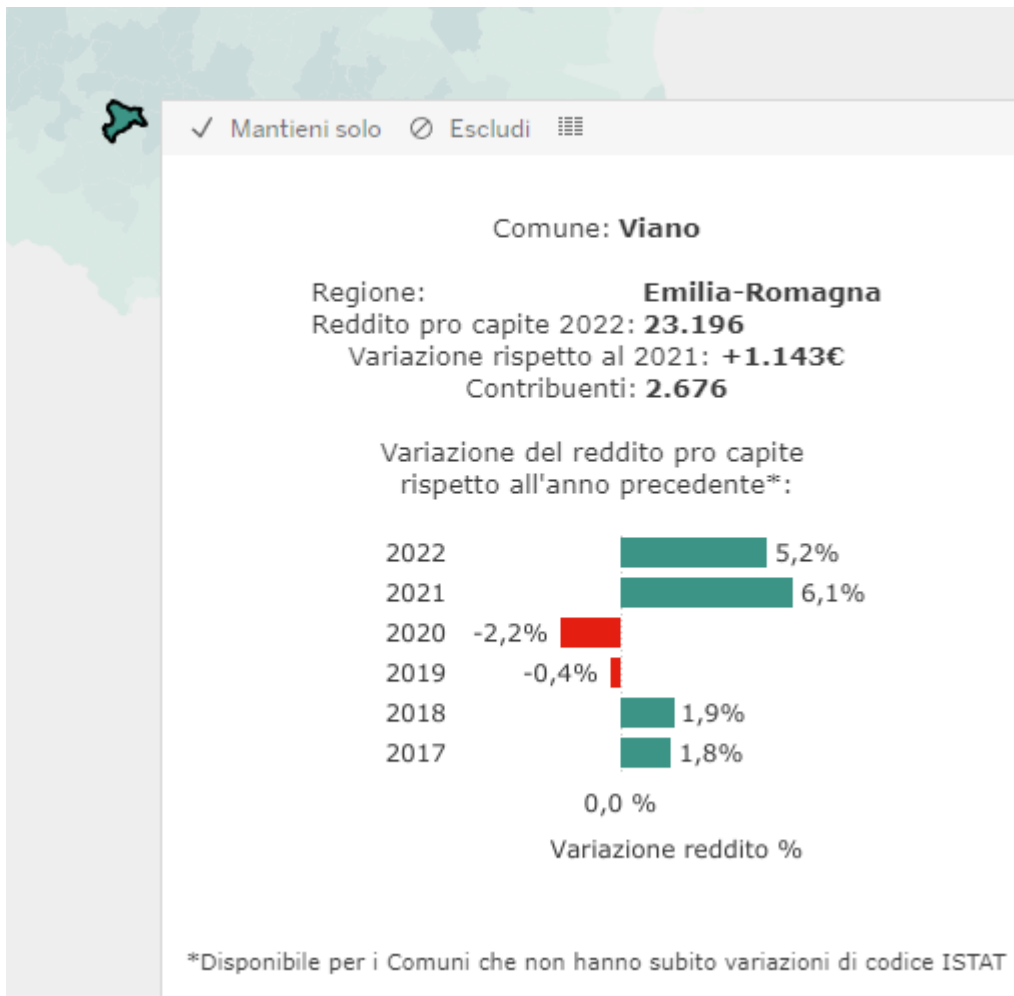 Mantieni solo Escludi
Comune: Viano
Regione: Emilia-Romagna
Reddito pro capite 2022: 23.196
Variazione rispetto al 2021: +1.143€
Contribuenti: 2.676
Variazione del reddito pro capite
rispetto all'anno precedente*:
2022 5,2%
2021 6,1%
2020 -2,2%
2019 -0,4%
2018 1,9%
2017 1,8%
0,0 %
Variazione reddito %
*Disponibile per i Comuni che non hanno subito variazioni di codice ISTAT